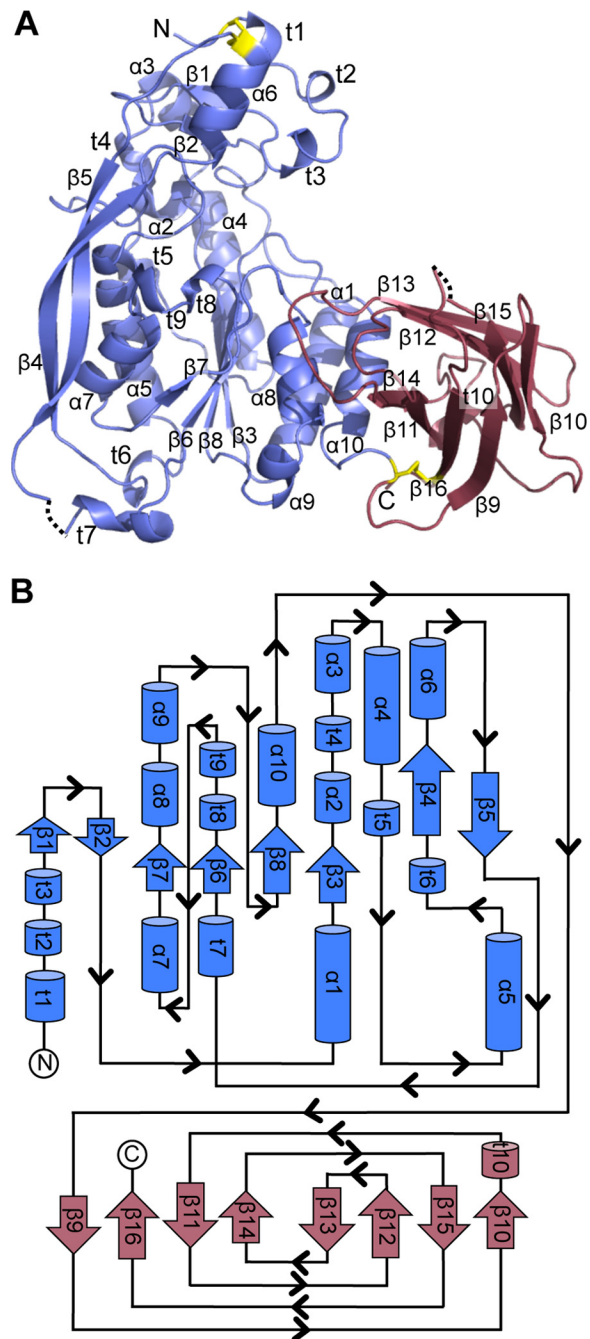 A
N t1
α3 β1 t2
α6
t4 β2 t3
β5
α2 α4
t5
t8 α1 β13
t9 β15
β12
β4 β7 β14
α5 α8 t10
α7 β10
β11
β6 β8 β3 α10
t6 β16
C β9
α9
t7
B
α3 α6
α9 α4
t4
t9 α10
α8 α2 β4
β1 β2 t8 t5 β5
β7 β6 β8 β3
t3 t6
t2 α7 t7
α1 α5
t1
N
C t10
β9 β16 β11 β14 β13 β12 β15 β10